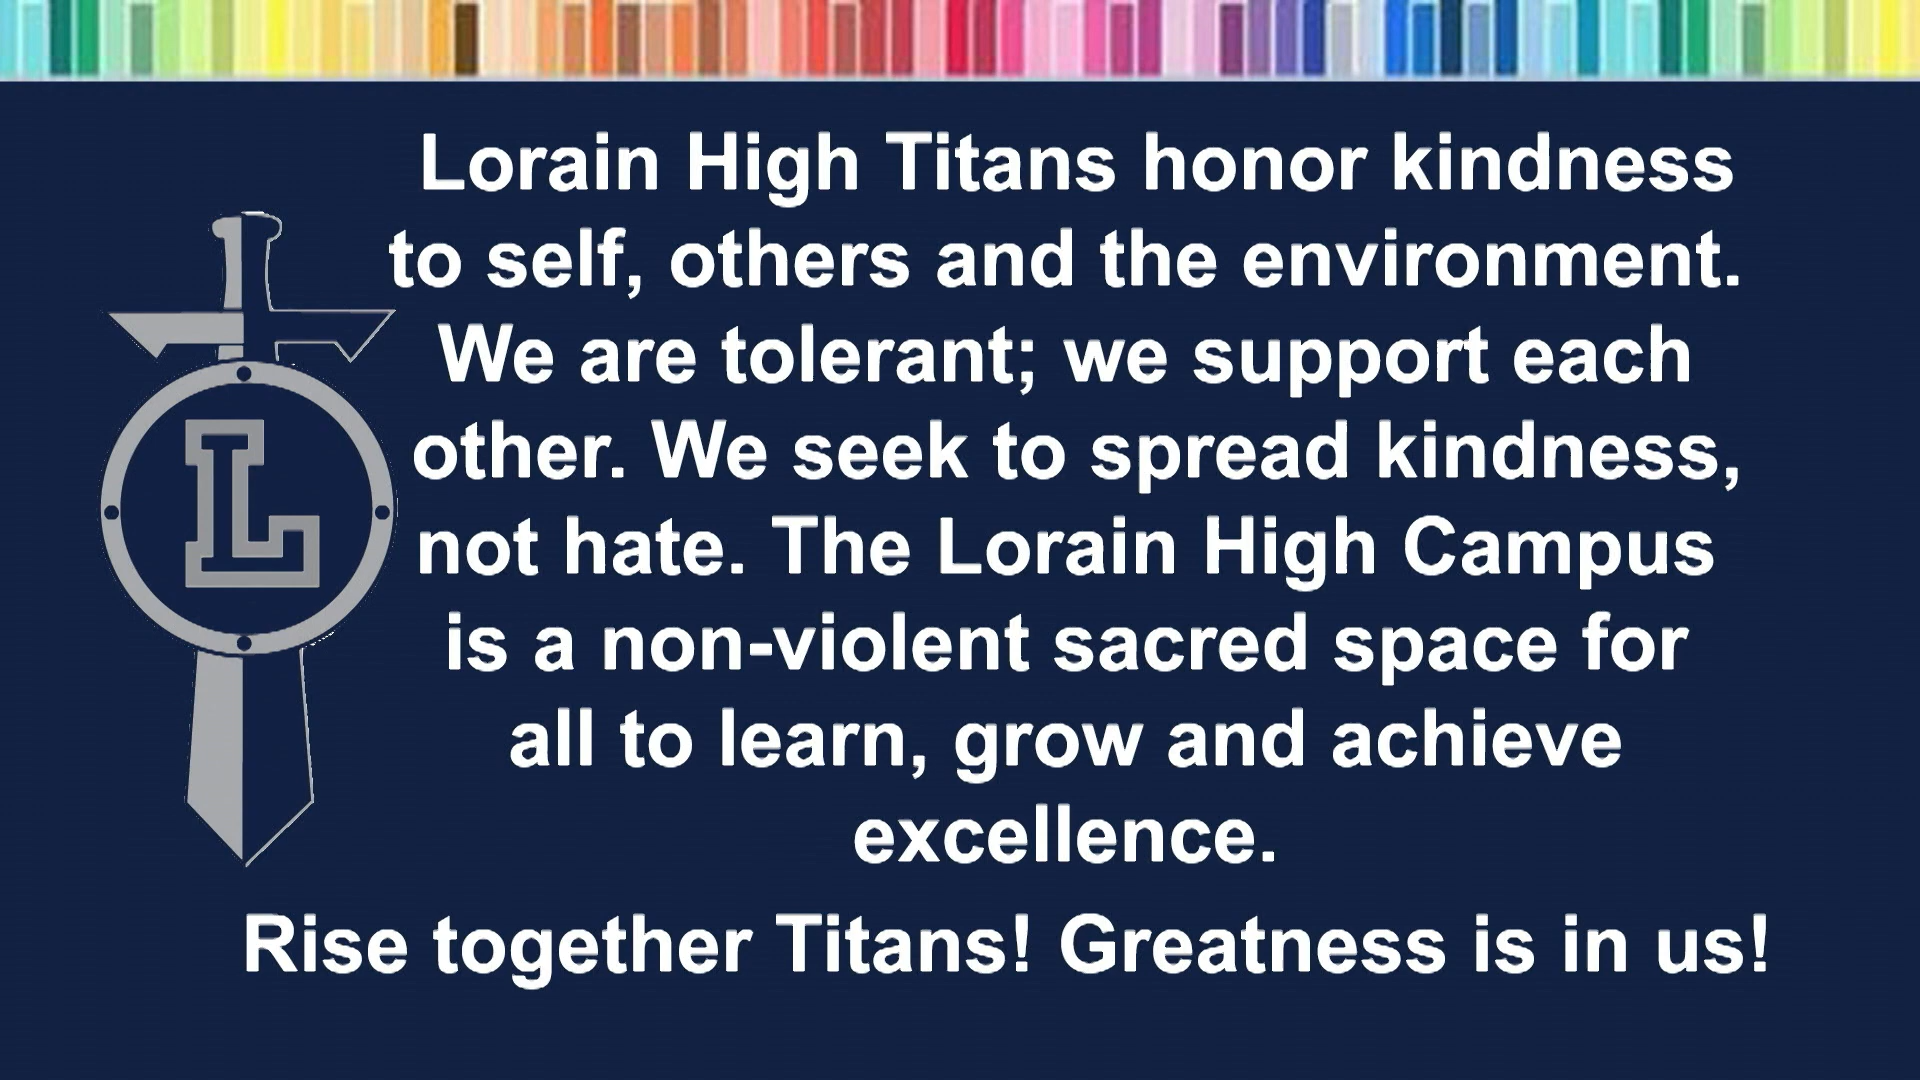 Lorain High Titans honor kindness
to self, others and the environment.
We are tolerant; we support each
other. We seek to spread kindness,
not hate. The Lorain High Campus
is a non-violent sacred space for
all to learn, grow and achieve
excellence.
Rise together Titans! Greatness is in us!
L